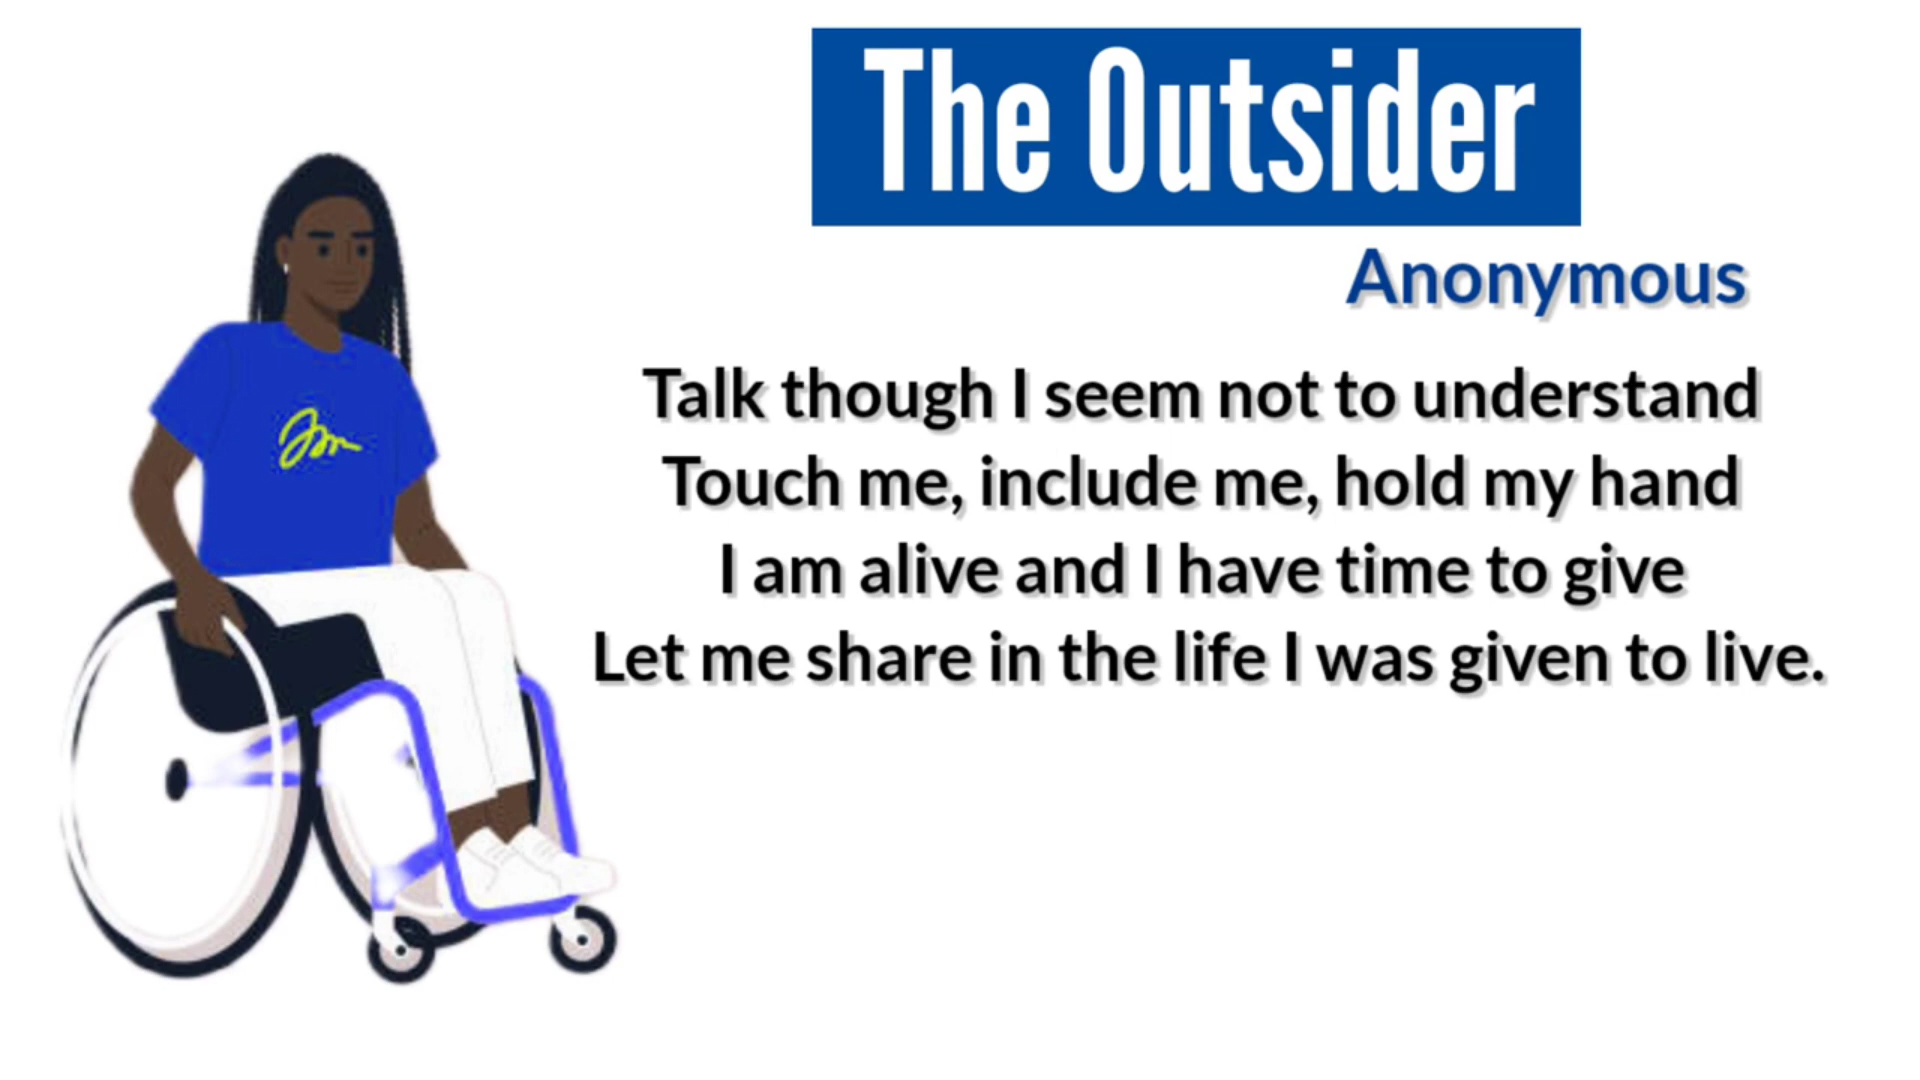 The Outsider
Anonymous
Talk though I seem not to understand
Touch me, include me, hold my hand
I am alive and I have time to give
Let me share in the life I was given to live.